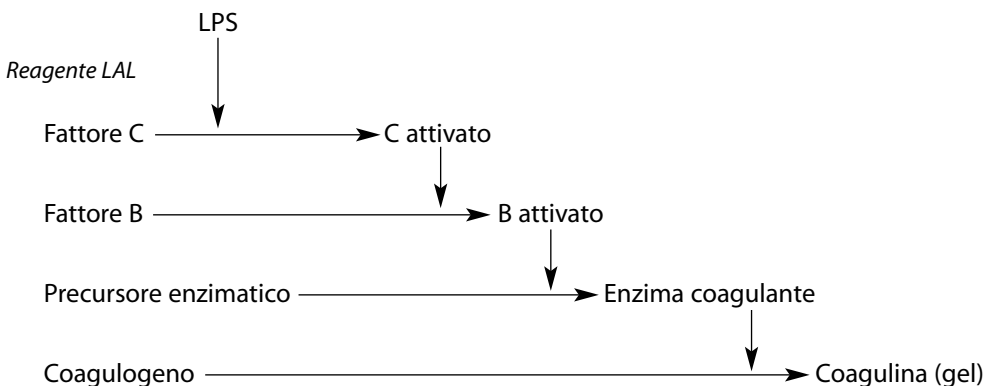 LPS
Reagente LAL
Fattore C C attivato
Fattore B B attivato
Precursore enzimatico Enzima coagulante
Coagulogeno Coagulina (gel)